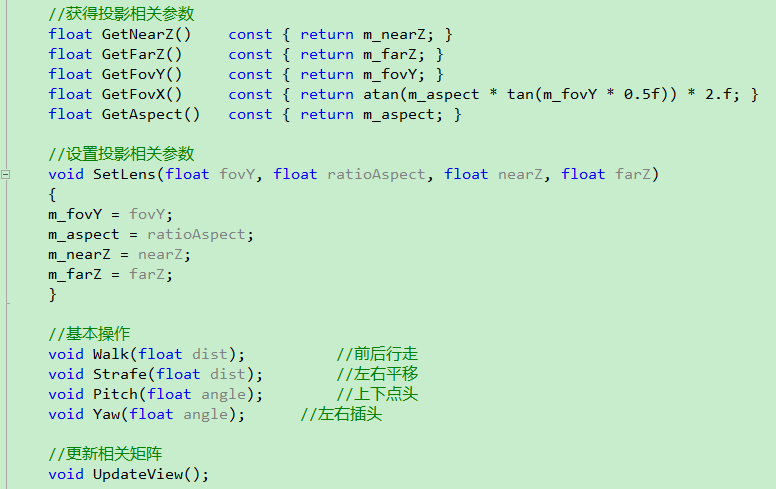 //获得投影相关参数
float GetNearZ()    const { return m_nearZ; }
float GetFarZ()     const { return m_farZ; }
float GetFovY()     const { return m_fovY; }
float GetFovX()     const { return atan(m_aspect * tan(m_fovY * 0.5f)) * 2.f; }
float GetAspect()   const { return m_aspect; }
//设置投影相关参数
void SetLens(float fovY, float ratioAspect, float nearZ, float farZ)
{
m_fovY = fovY;
m_aspect = ratioAspect;
m_nearZ = nearZ;
m_farZ = farZ;
}
//基本操作
void Walk(float dist);          //前后行走
void Strafe(float dist);        //左右平移
void Pitch(float angle);        //上下点头
void Yaw(float angle);      //左右插头
//更新相关矩阵
void UpdateView();